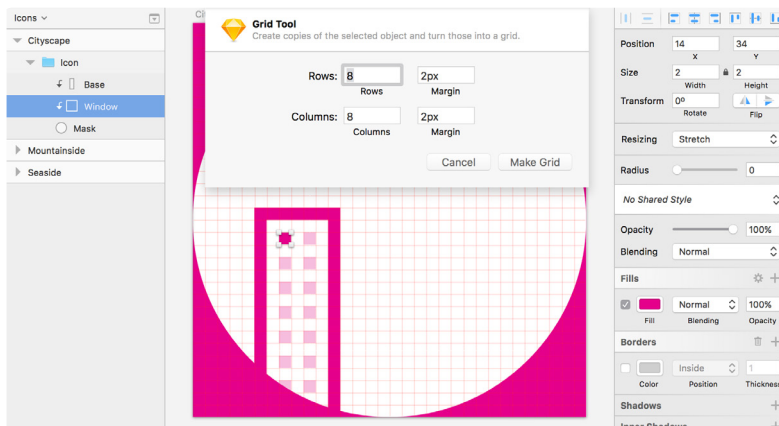 Icons
Cityscape
Icon
Base
Window
Mask
Mountainside
Seaside
Grid Tool
Create copies of the selected object and turn those into a grid.
Rows: 8 2px
Rows Margin
Columns: 8 2px
Columns Margin
Cancel Make Grid
Position 14 34
X Y
Size 2 2
Width Height
Transform 0º
Rotate Flip
Resizing Stretch
Radius 0
No Shared Style
Opacity 100%
Blending Normal
Fills
Normal 100%
Fill Blending Opacity
Borders
Inside 1
Color Position Thickness
Shadows
Inner Shadows